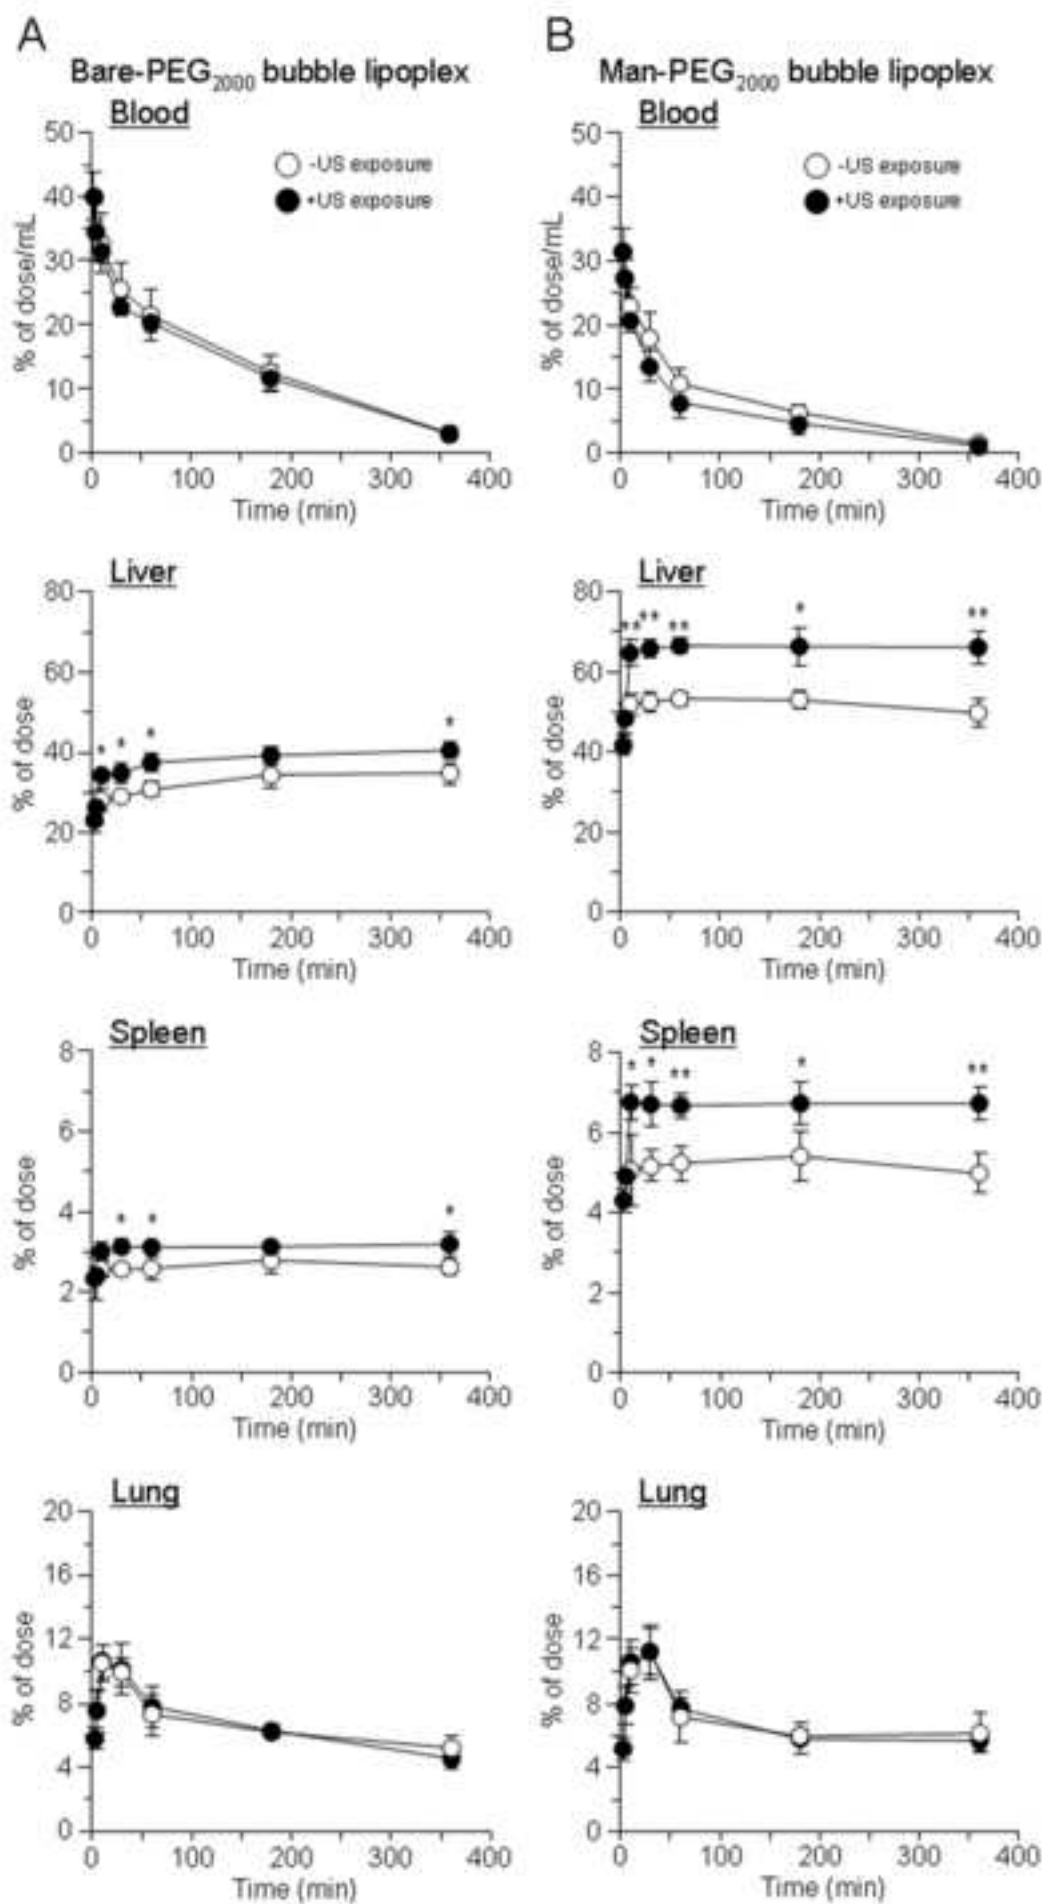 A
Bare-PEG2000 bubble lipoplex
Blood
-US exposure
+US exposure
50
40
30
20
10
0
% of dose/mL
0 100 200 300 400
Time (min)
Liver
80
60
40
20
0
% of dose
* * * *
0 100 200 300 400
Time (min)
Spleen
8
6
4
2
0
% of dose
* * *
0 100 200 300 400
Time (min)
Lung
20
16
12
8
4
0
% of dose
0 100 200 300 400
Time (min)
B
Man-PEG2000 bubble lipoplex
Blood
-US exposure
+US exposure
50
40
30
20
10
0
% of dose/mL
0 100 200 300 400
Time (min)
Liver
80
60
40
20
0
% of dose
** ** ** * **
0 100 200 300 400
Time (min)
Spleen
8
6
4
2
0
% of dose
* * ** * **
0 100 200 300 400
Time (min)
Lung
20
16
12
8
4
0
% of dose
0 100 200 300 400
Time (min)